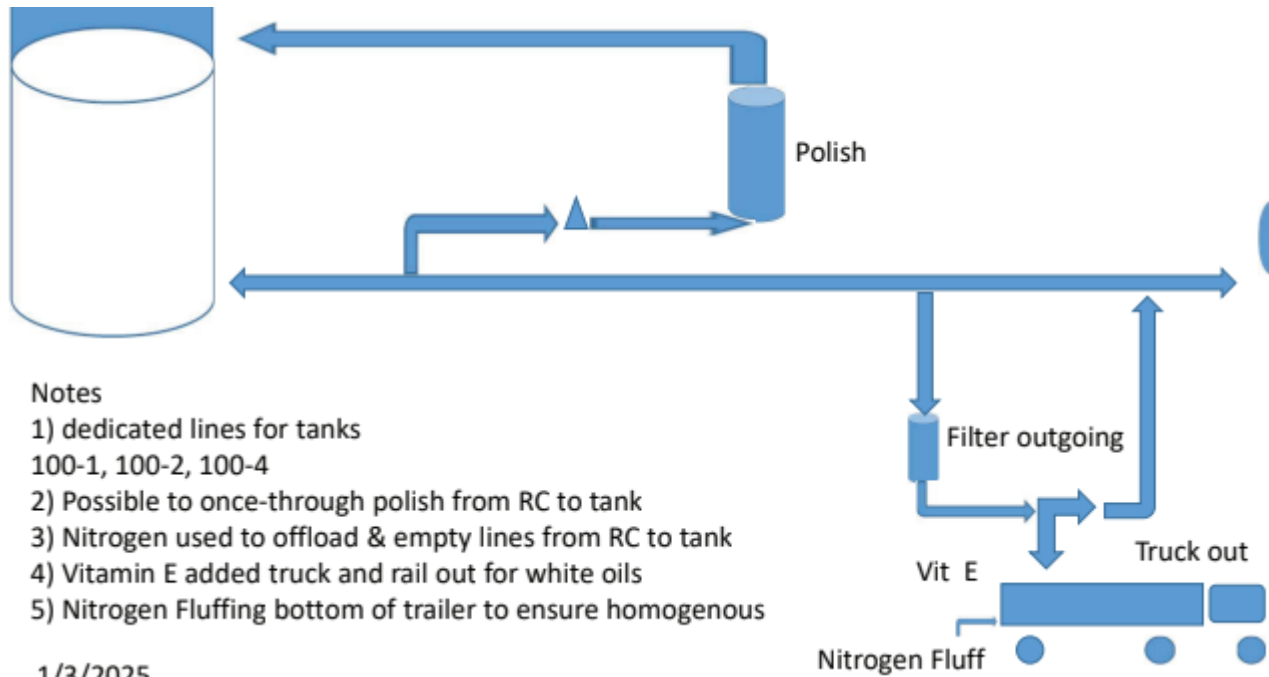 Polish
Notes
1) dedicated lines for tanks
100-1, 100-2, 100-4
2) Possible to once-through polish from RC to tank
3) Nitrogen used to offload & empty lines from RC to tank
4) Vitamin E added truck and rail out for white oils
5) Nitrogen Fluffing bottom of trailer to ensure homogenous
1/3/2025
Filter outgoing
Vit E
Truck out
Nitrogen Fluff